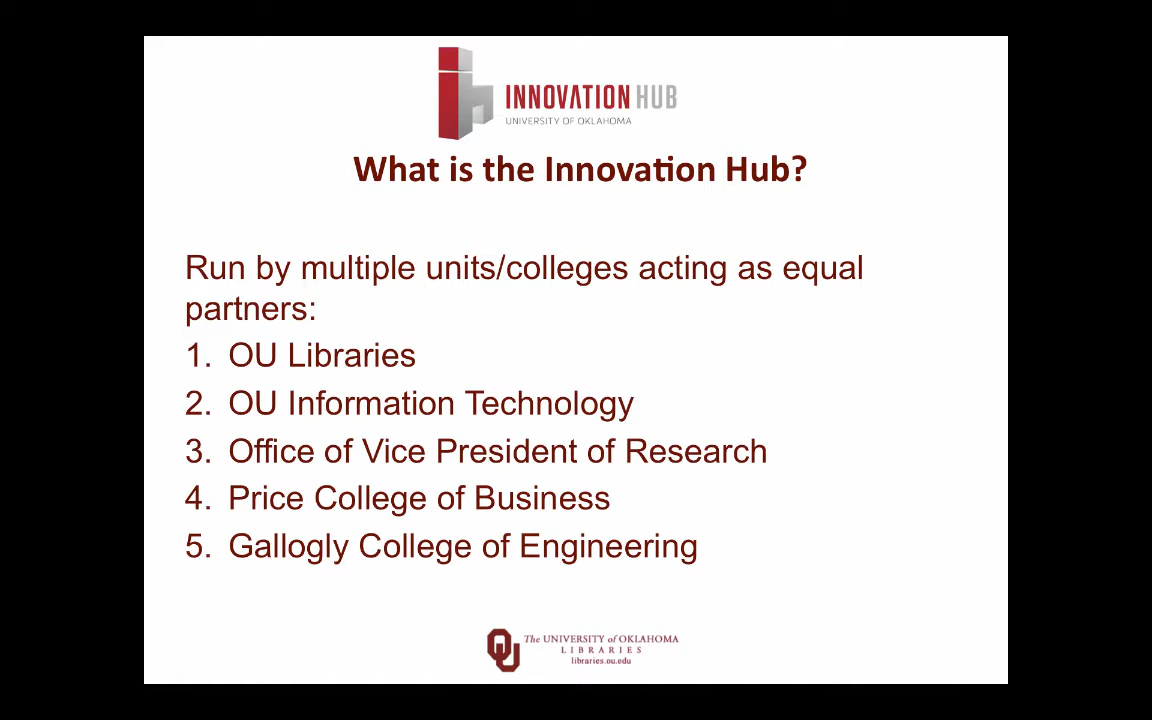 INNOVATION HUB
UNIVERSITY OF OKLAHOMA
What is the Innovation Hub?
Run by multiple units/colleges acting as equal
partners:
1. OU Libraries
2. OU Information Technology
3. Office of Vice President of Research
4. Price College of Business
5. Gallogly College of Engineering
The UNIVERSITY of OKLAHOMA
LIBRARIES
libraries.ou.edu